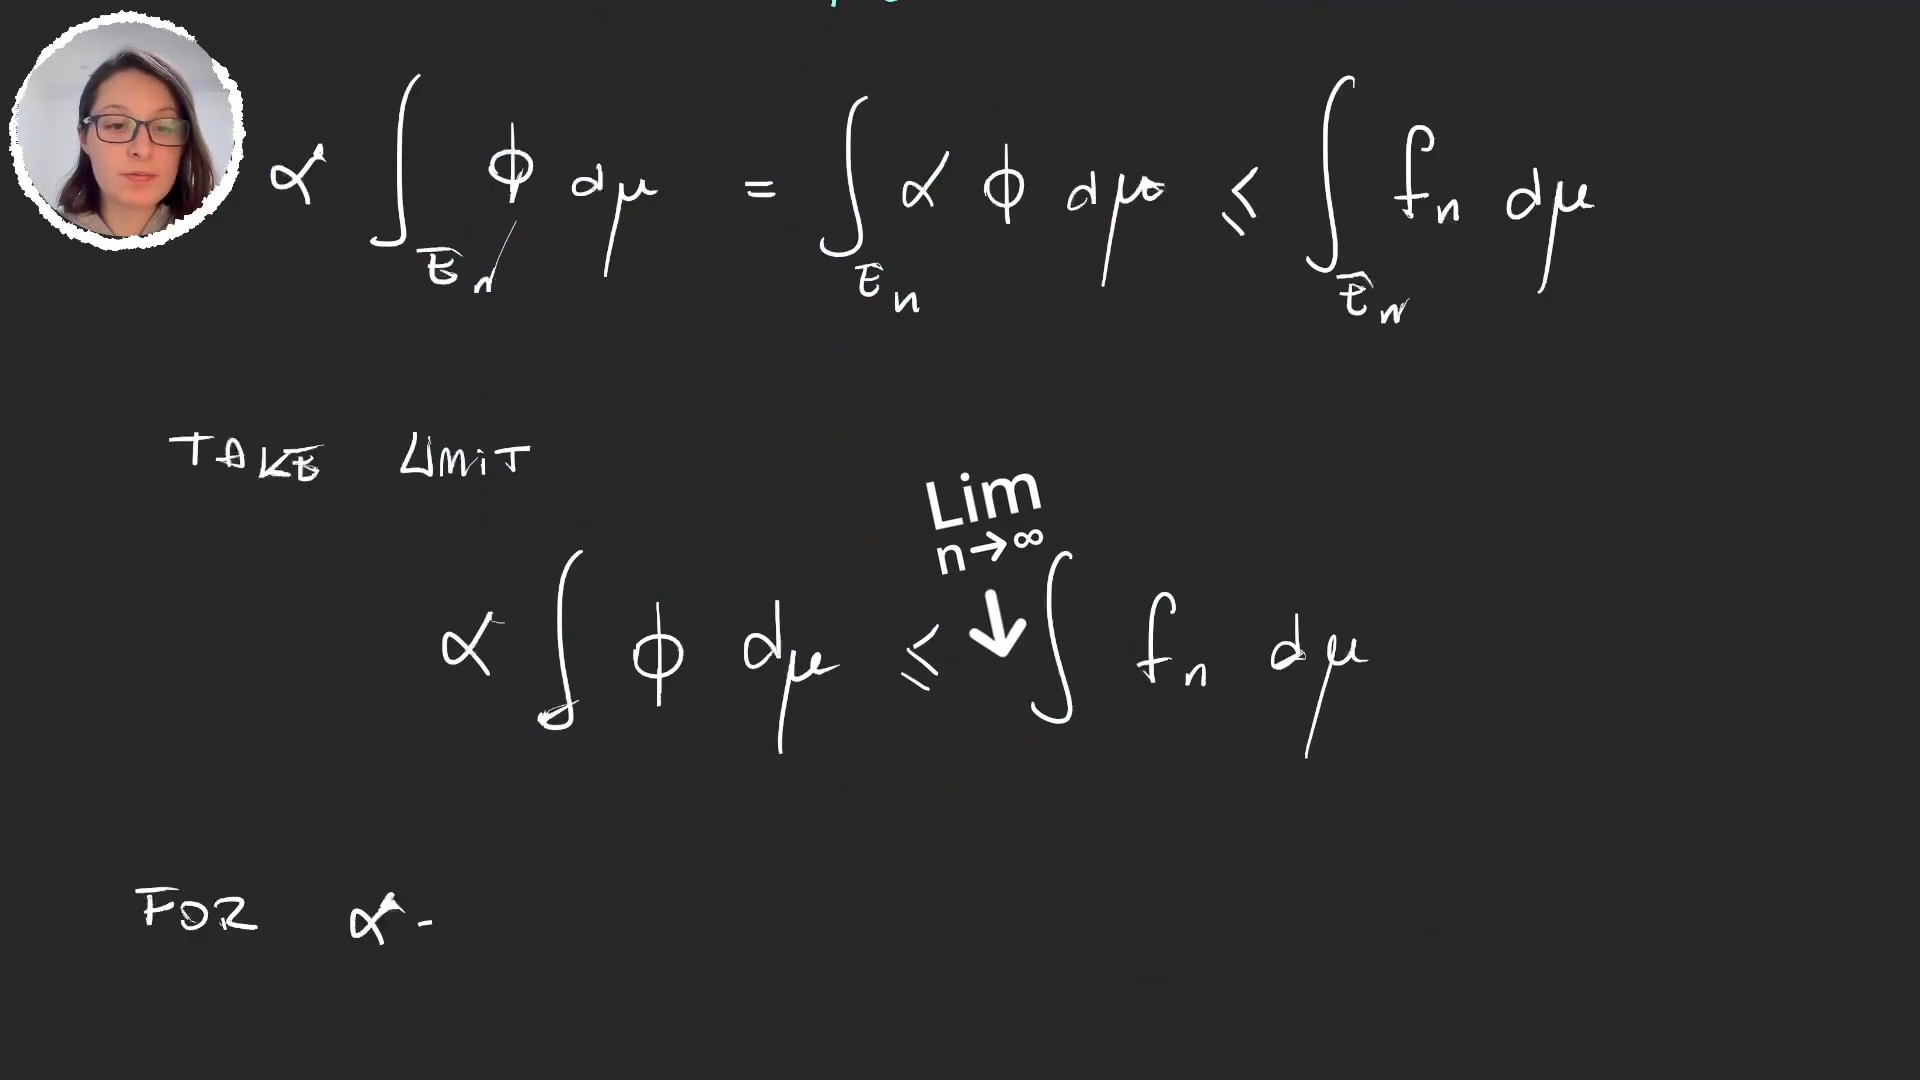 α ∫_{E_n} φ dμ = ∫_{E_n} α φ dμ ≤ ∫_{E_n} f_n dμ
TAKE LIMIT
Lim
n→∞
↓
α ∫ φ dμ ≤ ∫ f_n dμ
FOR α -